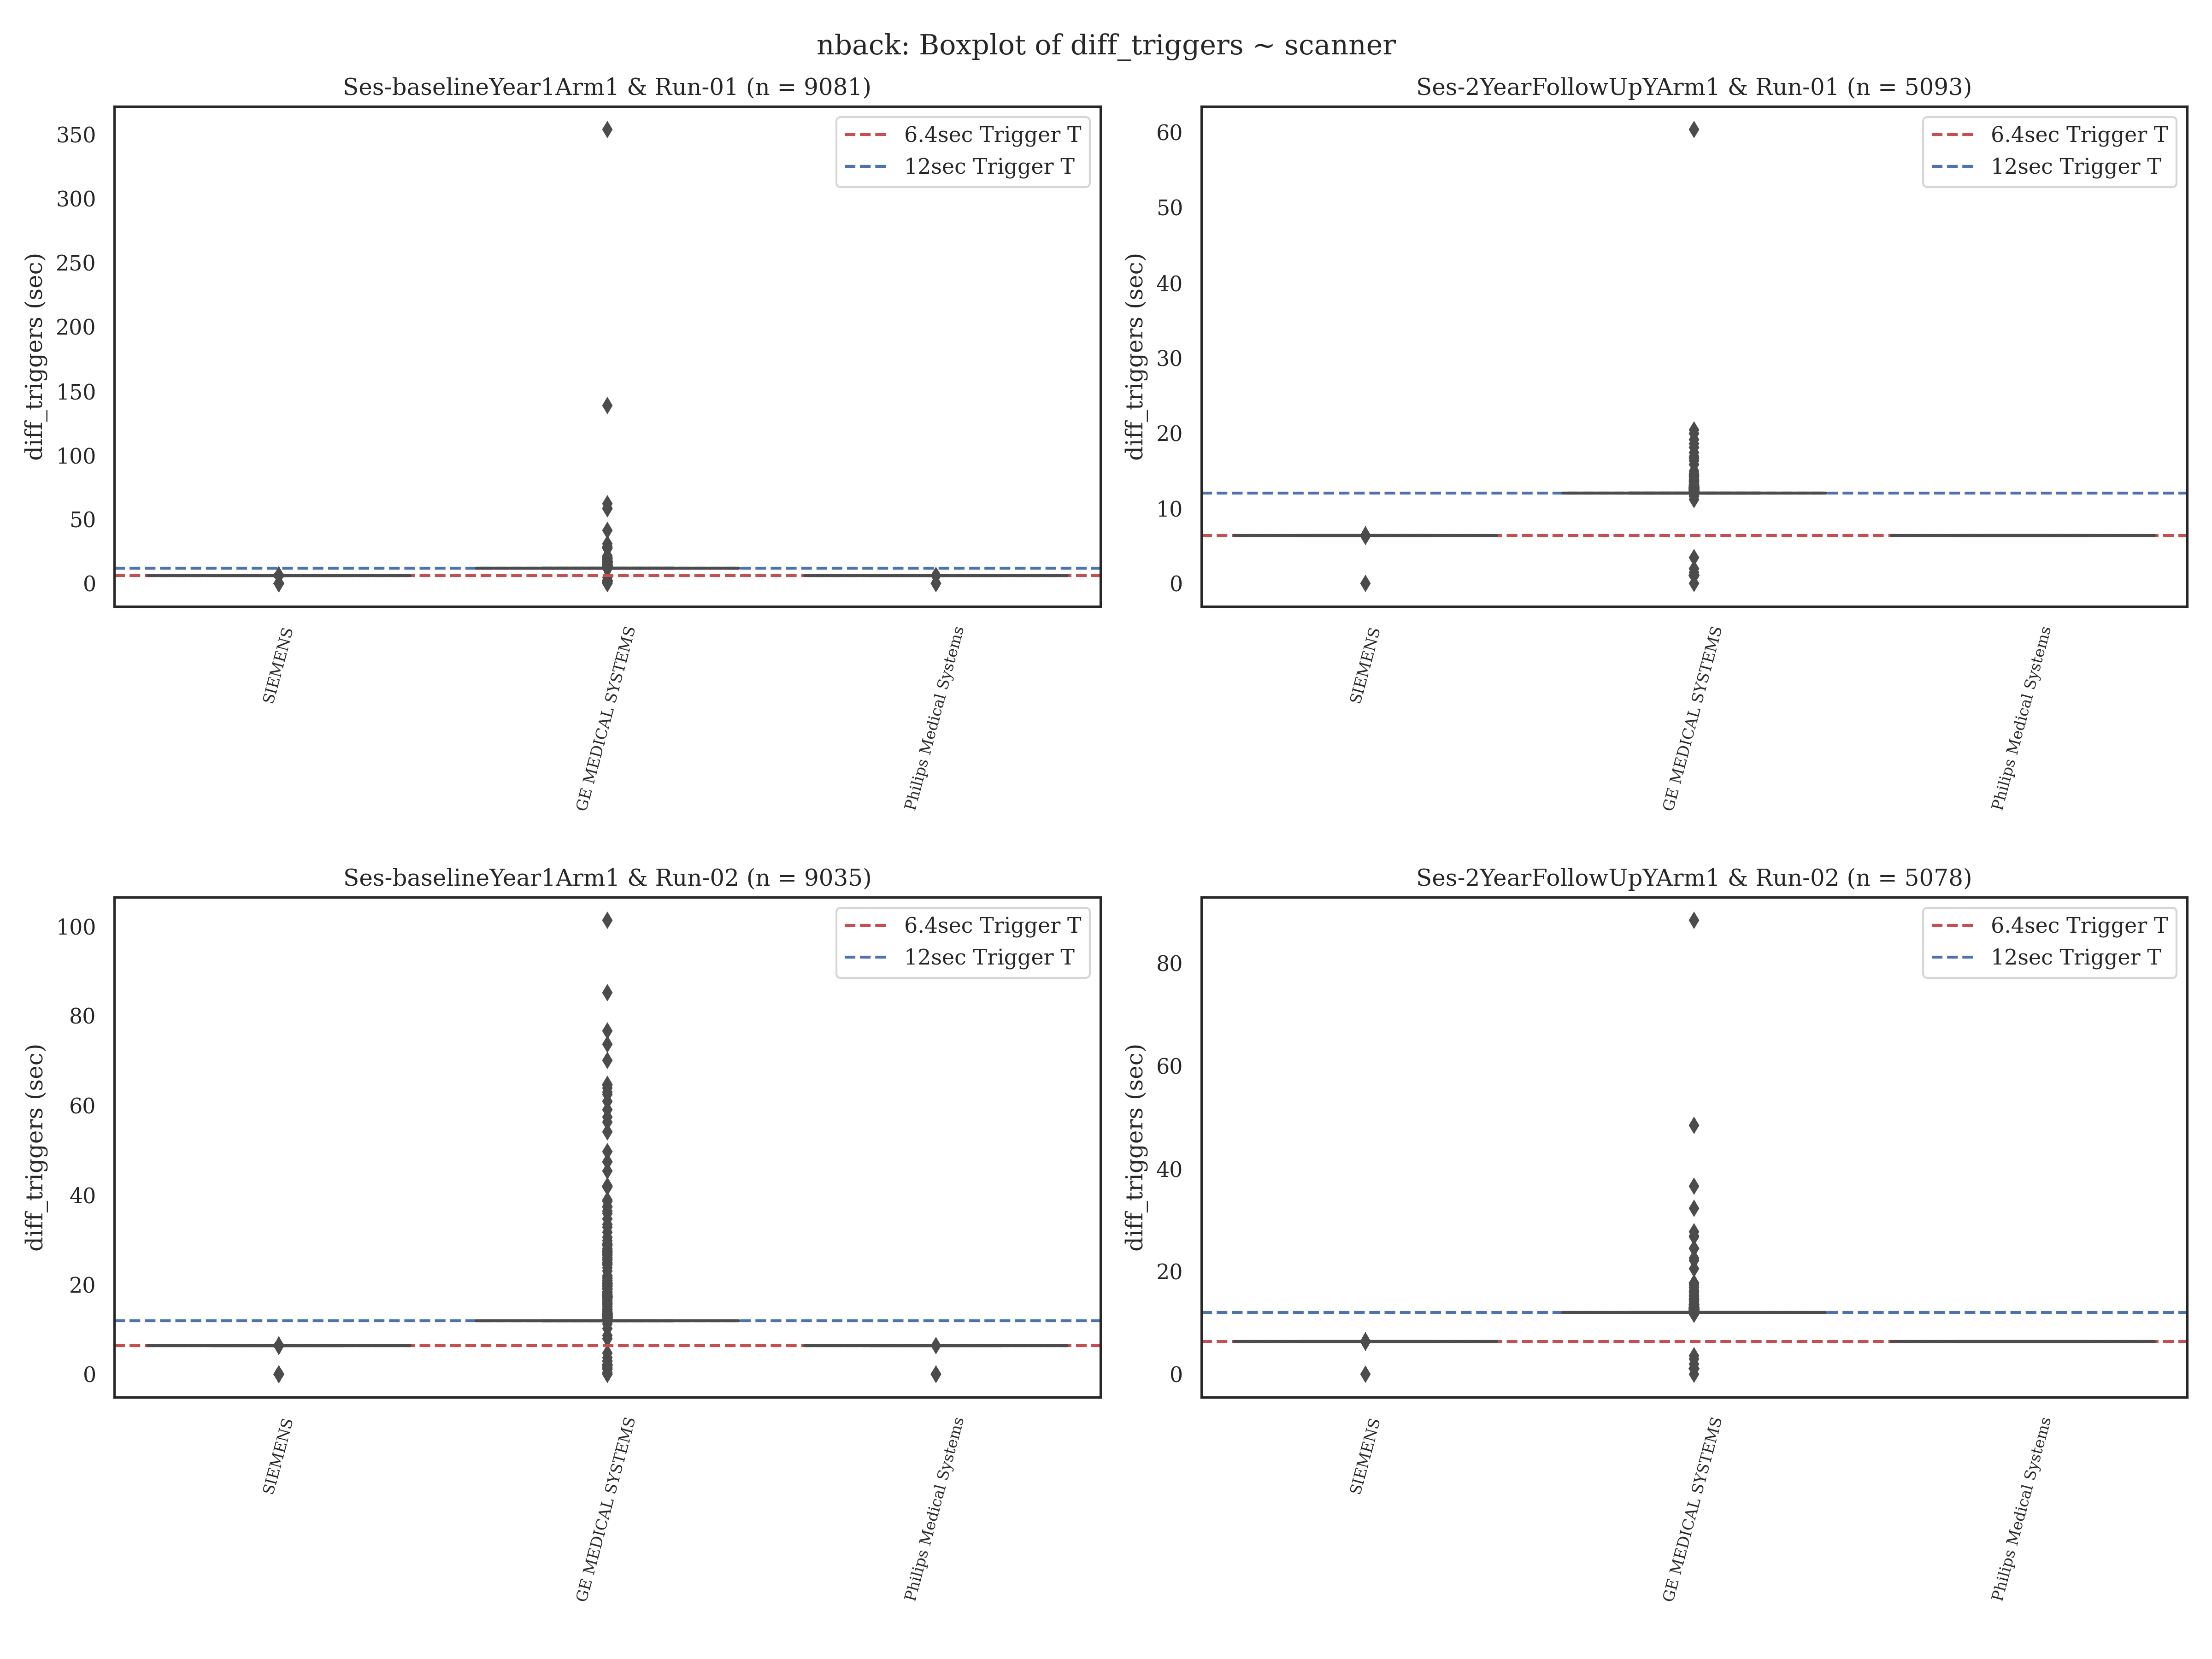 nback: Boxplot of diff_triggers ~ scanner
Ses-baselineYear1Arm1 & Run-01 (n = 9081)
6.4sec Trigger T
12sec Trigger T
diff_triggers (sec)
350
300
250
200
150
100
50
0
SIEMENS
GE MEDICAL SYSTEMS
Philips Medical Systems
Ses-2YearFollowUpYArm1 & Run-01 (n = 5093)
6.4sec Trigger T
12sec Trigger T
diff_triggers (sec)
60
50
40
30
20
10
0
SIEMENS
GE MEDICAL SYSTEMS
Philips Medical Systems
Ses-baselineYear1Arm1 & Run-02 (n = 9035)
6.4sec Trigger T
12sec Trigger T
diff_triggers (sec)
100
80
60
40
20
0
SIEMENS
GE MEDICAL SYSTEMS
Philips Medical Systems
Ses-2YearFollowUpYArm1 & Run-02 (n = 5078)
6.4sec Trigger T
12sec Trigger T
diff_triggers (sec)
80
60
40
20
0
SIEMENS
GE MEDICAL SYSTEMS
Philips Medical Systems